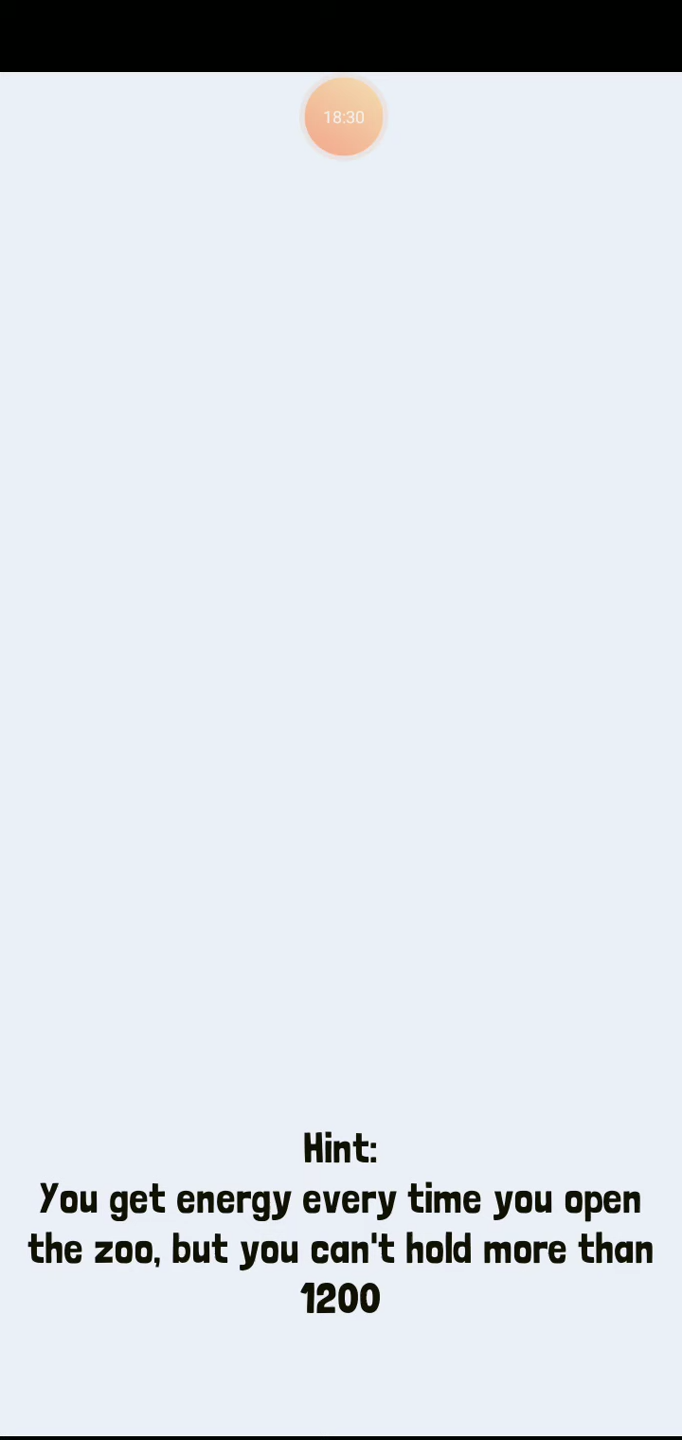 18:30
Hint:
You get energy every time you open
the zoo, but you can't hold more than
1200